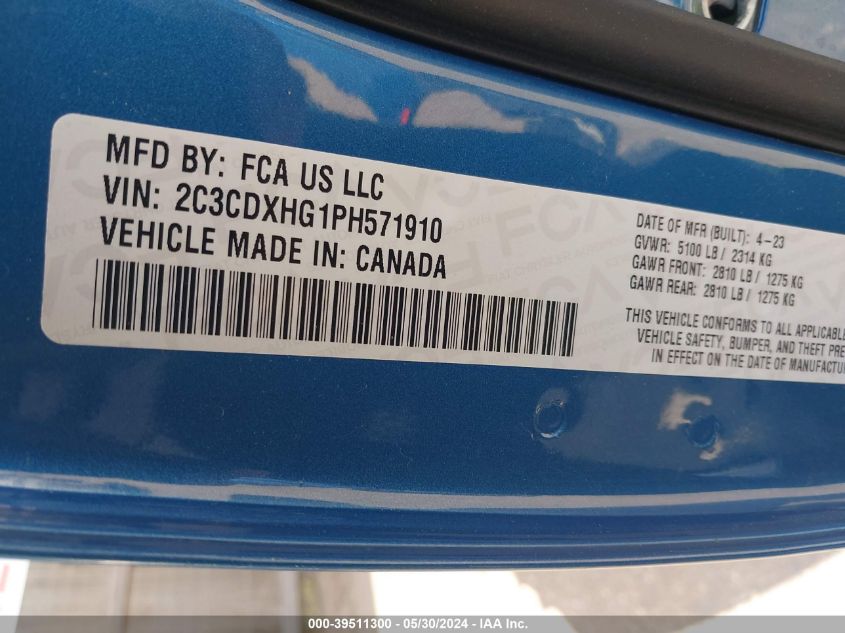 MFD BY: FCA US LLC
VIN: 2C3CDXHG1PH571910
VEHICLE MADE IN: CANADA
DATE OF MFR (BUILT): 4-23
GVWR: 5100 LB / 2314 KG
GAWR FRONT: 2810 LB / 1275 KG
GAWR REAR: 2810 LB / 1275 KG
THIS VEHICLE CONFORMS TO ALL APPLICABLE
VEHICLE SAFETY, BUMPER, AND THEFT PRE
IN EFFECT ON THE DATE OF MANUFACTU
000-39511300 - 05/30/2024 - IAA Inc.